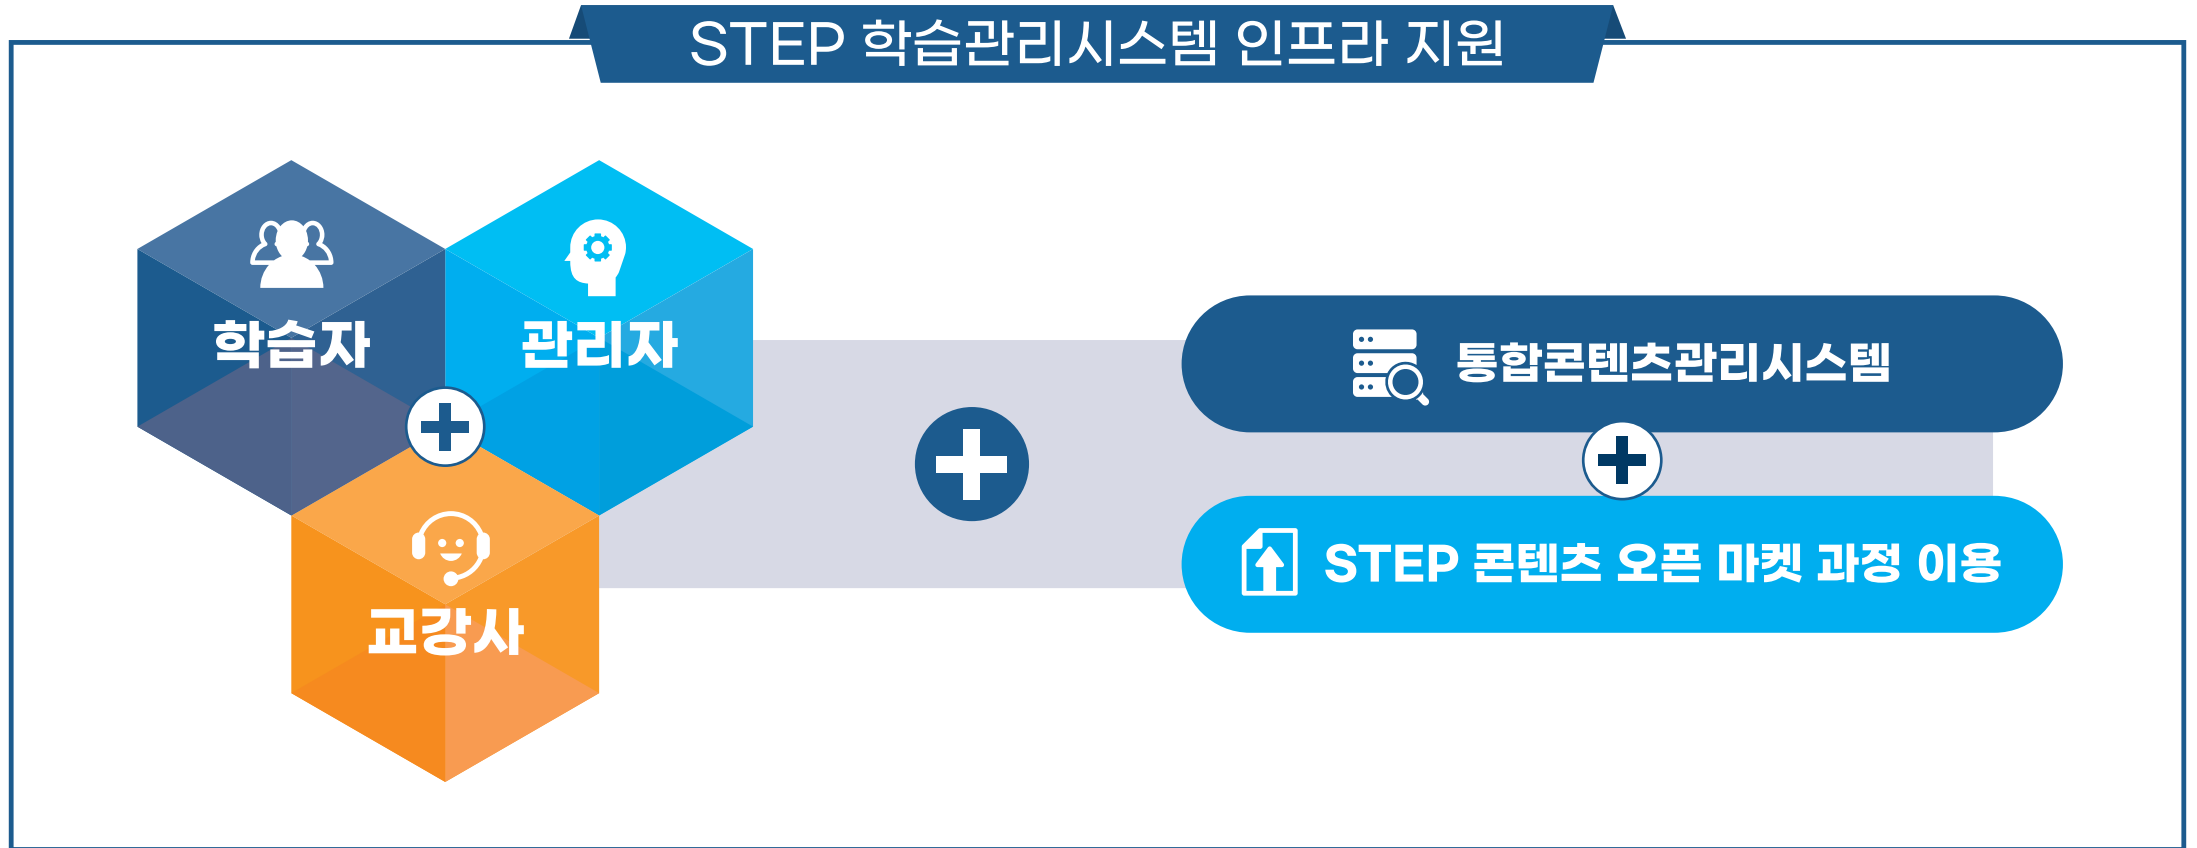 STEP 학습관리시스템 인프라 지원
학습자
관리자
교강사
통합콘텐츠관리시스템
STEP 콘텐츠 오픈 마켓 과정 이용